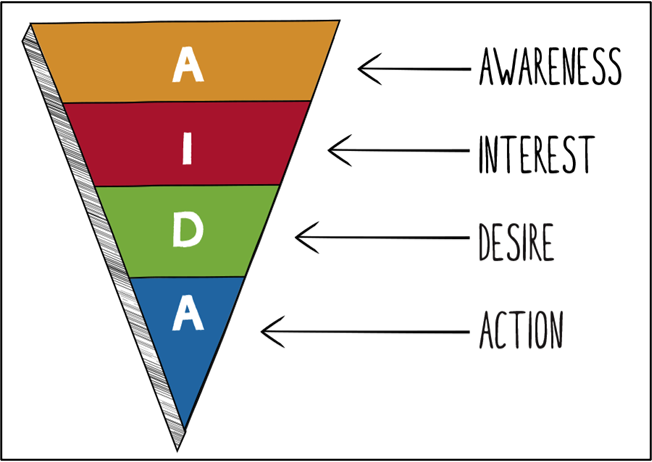 A
AWARENESS
I
INTEREST
D
DESIRE
A
ACTION